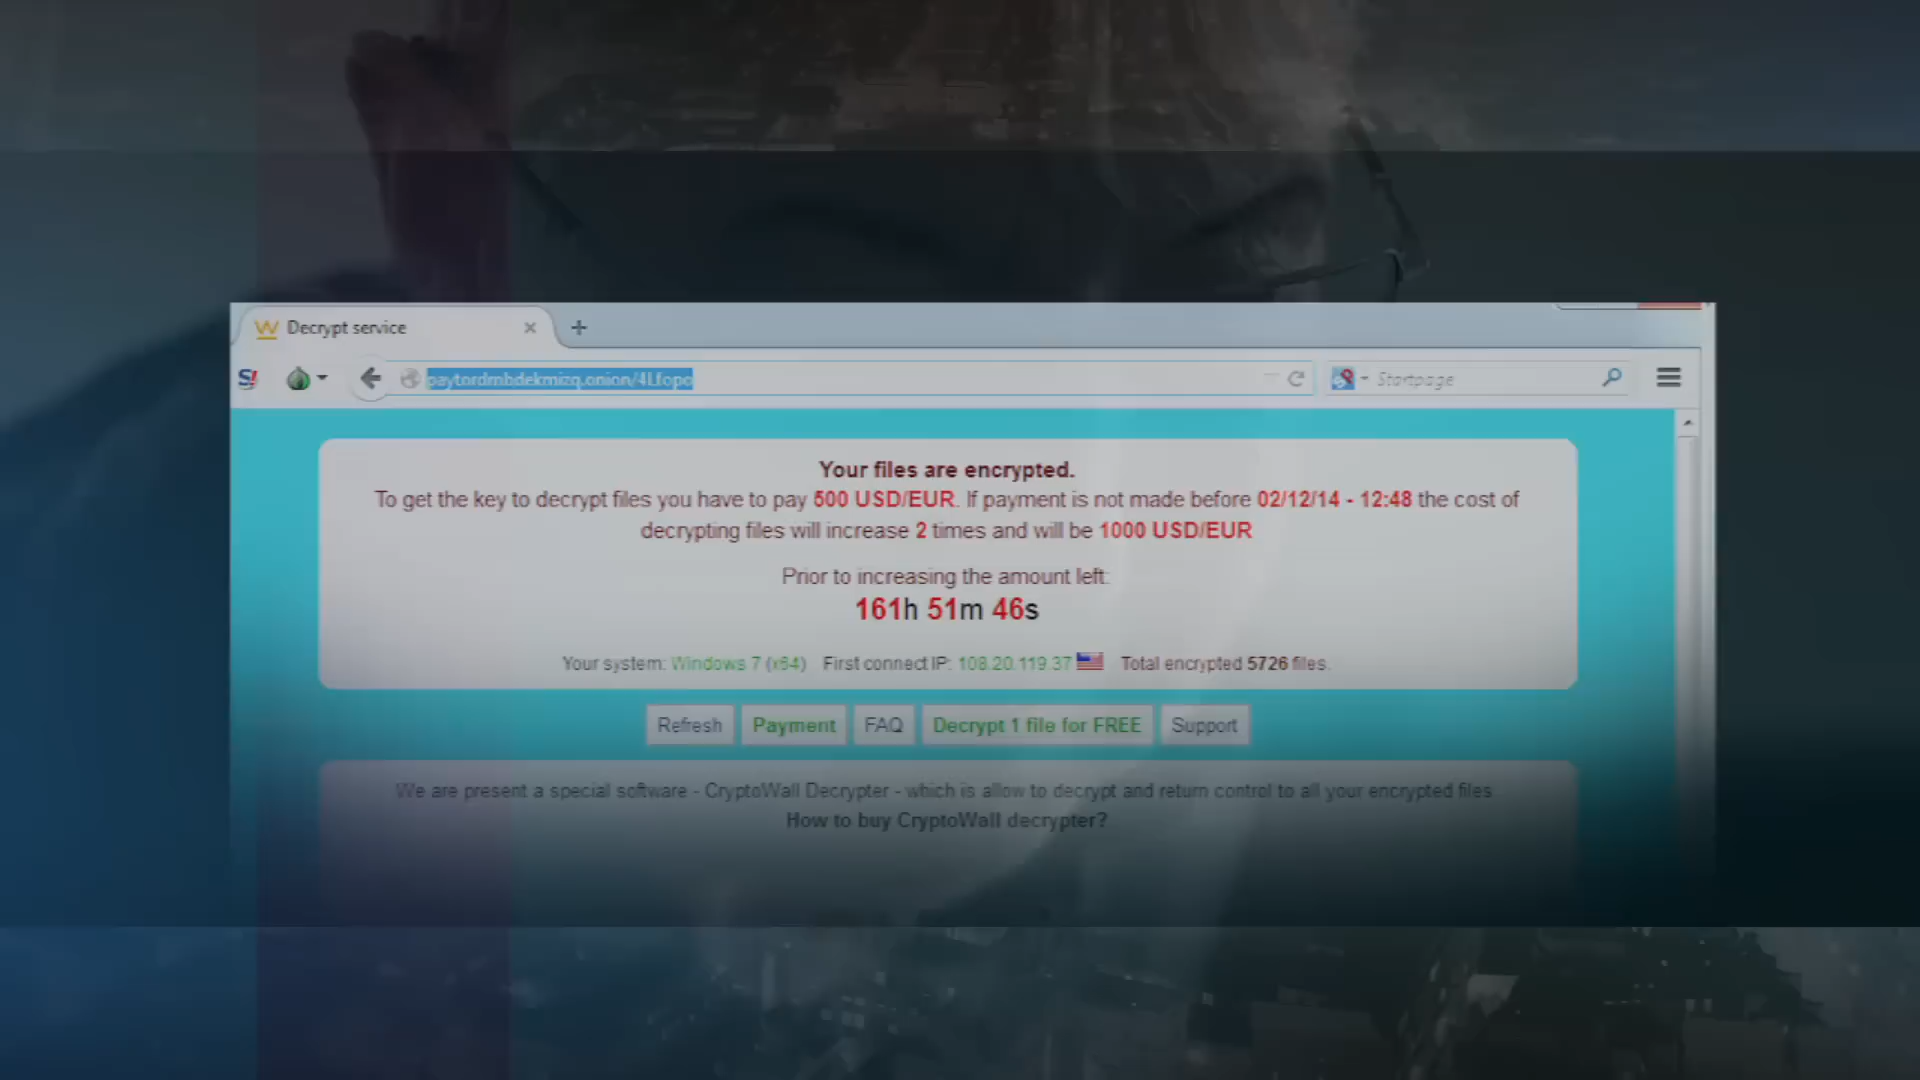 Decrypt service
paytordmbdekmizq.onion/4Lfopo
Startpage
Your files are encrypted.
To get the key to decrypt files you have to pay 500 USD/EUR. If payment is not made before 02/12/14 - 12:48 the cost of
decrypting files will increase 2 times and will be 1000 USD/EUR
Prior to increasing the amount left:
161h 51m 46s
Your system: Windows 7 (x64) First connect IP: 108.20.119.37 Total encrypted 5726 files.
Refresh Payment FAQ Decrypt 1 file for FREE Support
We are present a special software - CryptoWall Decrypter - which is allow to decrypt and return control to all your encrypted files
How to buy CryptoWall decrypter?